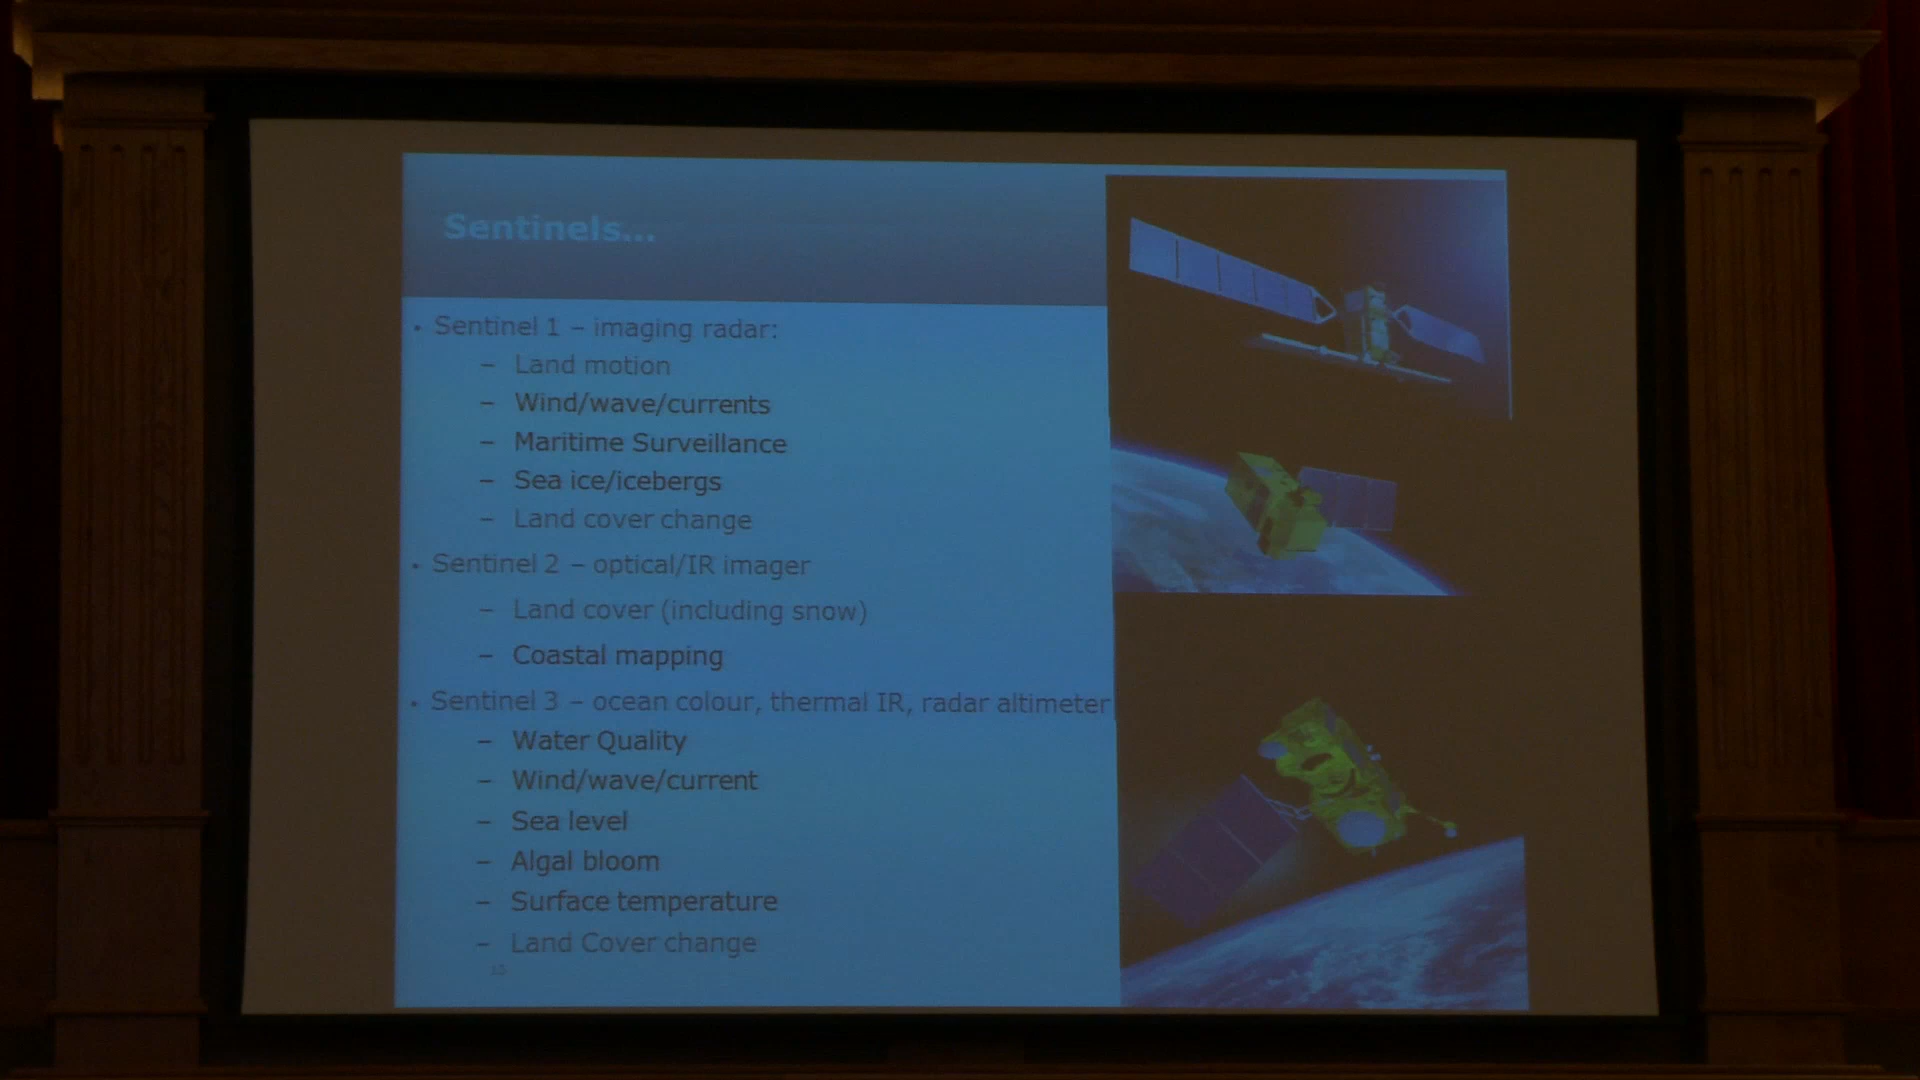 Sentinels...
• Sentinel 1 – imaging radar:
– Land motion
– Wind/wave/currents
– Maritime Surveillance
– Sea ice/icebergs
– Land cover change
• Sentinel 2 – optical/IR imager
– Land cover (including snow)
– Coastal mapping
• Sentinel 3 – ocean colour, thermal IR, radar altimeter
– Water Quality
– Wind/wave/current
– Sea level
– Algal bloom
– Surface temperature
– Land Cover change